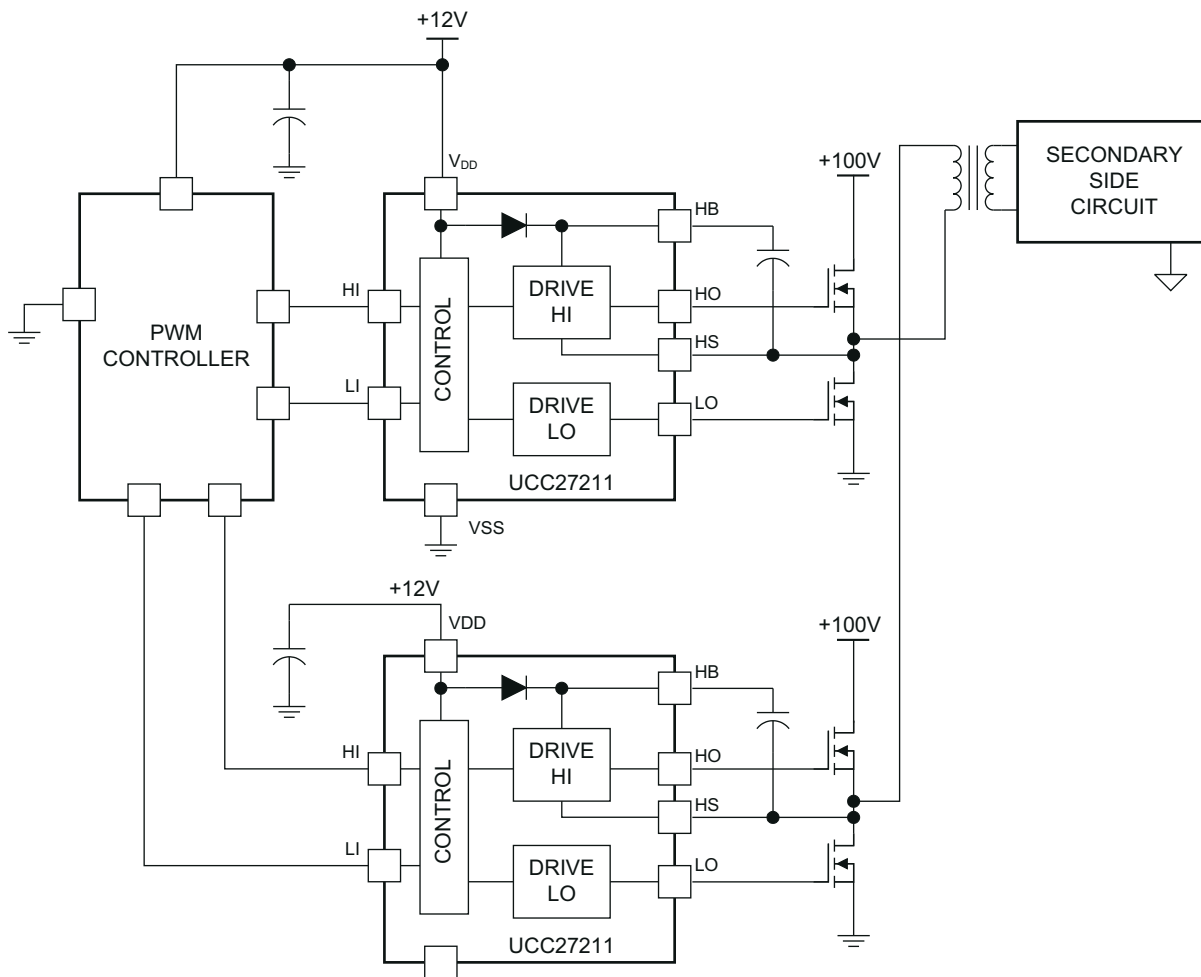 +12V
V_DD
+100V
SECONDARY
SIDE
CIRCUIT
HB
DRIVE
HI
HO
HI
CONTROL
PWM
CONTROLLER
HS
LI
DRIVE
LO
LO
UCC27211
VSS
+12V
VDD
+100V
HB
DRIVE
HI
HO
HI
CONTROL
HS
LI
DRIVE
LO
LO
UCC27211